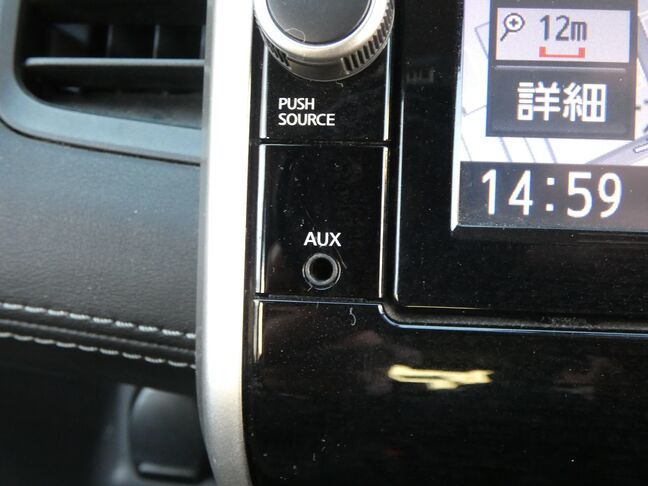 12m
詳細
PUSH
SOURCE
14:59
AUX